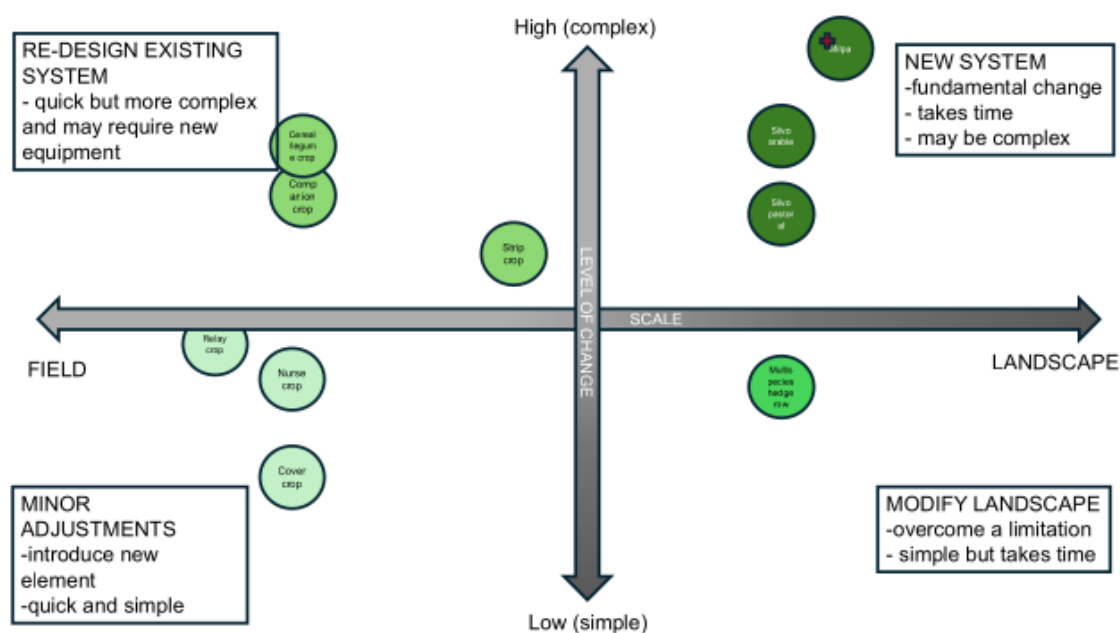 High (complex)
RE-DESIGN EXISTING
SYSTEM
- quick but more complex
and may require new
equipment
NEW SYSTEM
-fundamental change
- takes time
- may be complex
Milpa
Cereal
legum
e crop
Comp
anion
crop
Silvo
arable
Silvo
pastor
al
Strip
crop
LEVEL OF CHANGE
SCALE
FIELD
LANDSCAPE
Relay
crop
Nurse
crop
Multis
pecies
hedge
row
Cover
crop
MINOR
ADJUSTMENTS
-introduce new
element
-quick and simple
MODIFY LANDSCAPE
-overcome a limitation
- simple but takes time
Low (simple)